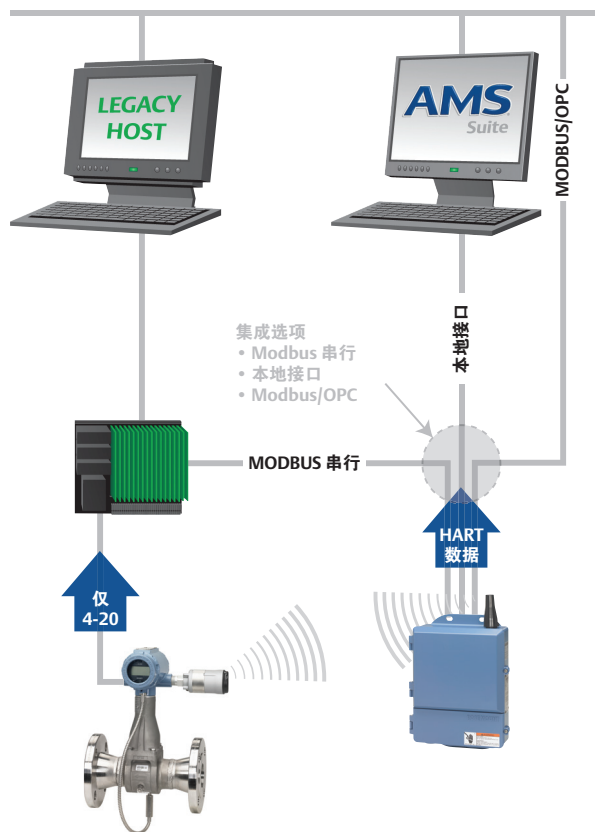 LEGACY
HOST
AMS
Suite
MODBUS/OPC
本地接口
集成选项
• Modbus 串行
• 本地接口
• Modbus/OPC
MODBUS 串行
HART
数据
仅
4-20